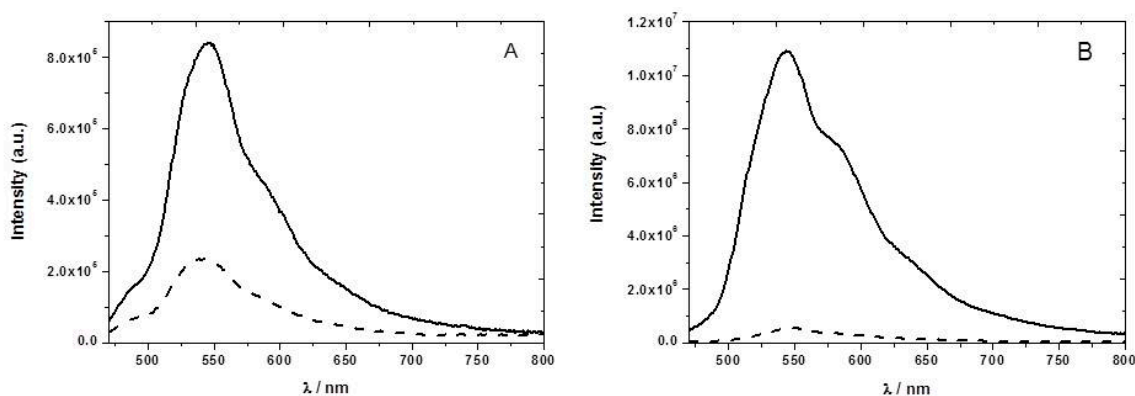 A
8.0x10⁶
6.0x10⁶
4.0x10⁶
2.0x10⁶
0.0
Intensity (a.u.)
500 550 600 650 700 750 800
λ / nm
B
1.2x10⁷
1.0x10⁷
8.0x10⁶
6.0x10⁶
4.0x10⁶
2.0x10⁶
0.0
Intensity (a.u.)
500 550 600 650 700 750 800
λ / nm